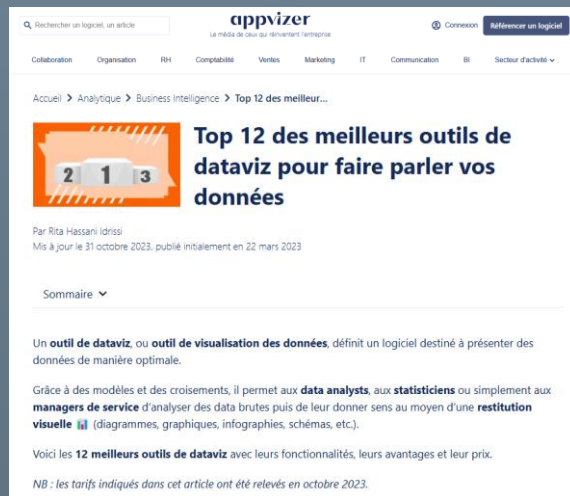 Rechercher un logiciel, un article
appvizer
Le média de ceux qui réinventent l'entreprise
Connexion
Référencer un logiciel
Collaboration Organisation RH Comptabilité Ventes Marketing IT Communication BI Secteur d'activité
Accueil > Analytique > Business Intelligence > Top 12 des meilleur...
2 1 3
Top 12 des meilleurs outils de
dataviz pour faire parler vos
données
Par Rita Hassani Idrissi
Mis à jour le 31 octobre 2023, publié initialement en 22 mars 2023
Sommaire
Un outil de dataviz, ou outil de visualisation des données, définit un logiciel destiné à présenter des
données de manière optimale.
Grâce à des modèles et des croisements, il permet aux data analysts, aux statisticiens ou simplement aux
managers de service d'analyser des data brutes puis de leur donner sens au moyen d'une restitution
visuelle 📊 (diagrammes, graphiques, infographies, schémas, etc.).
Voici les 12 meilleurs outils de dataviz avec leurs fonctionnalités, leurs avantages et leur prix.
NB : les tarifs indiqués dans cet article ont été relevés en octobre 2023.